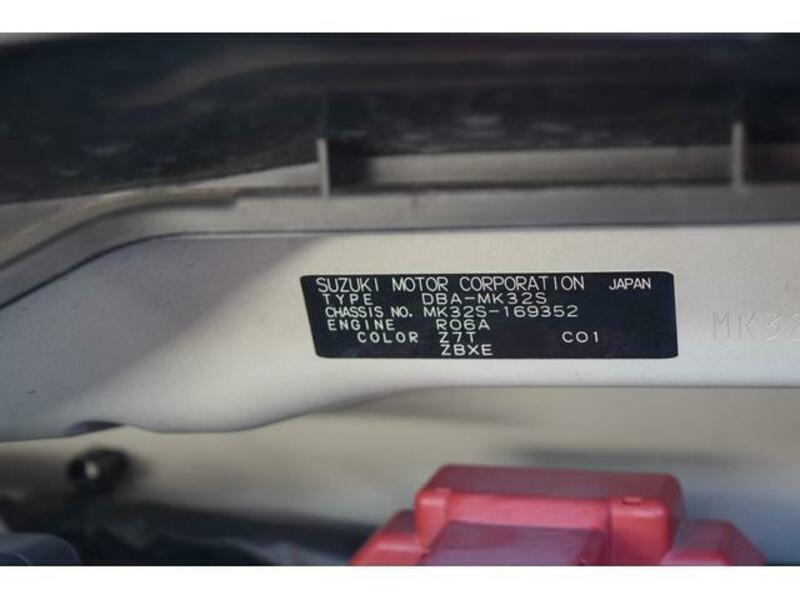 SUZUKI MOTOR CORPORATION JAPAN
TYPE DBA-MK32S
CHASSIS NO. MK32S-169352
ENGINE R06A
COLOR Z7T C01
ZBXE
MK32